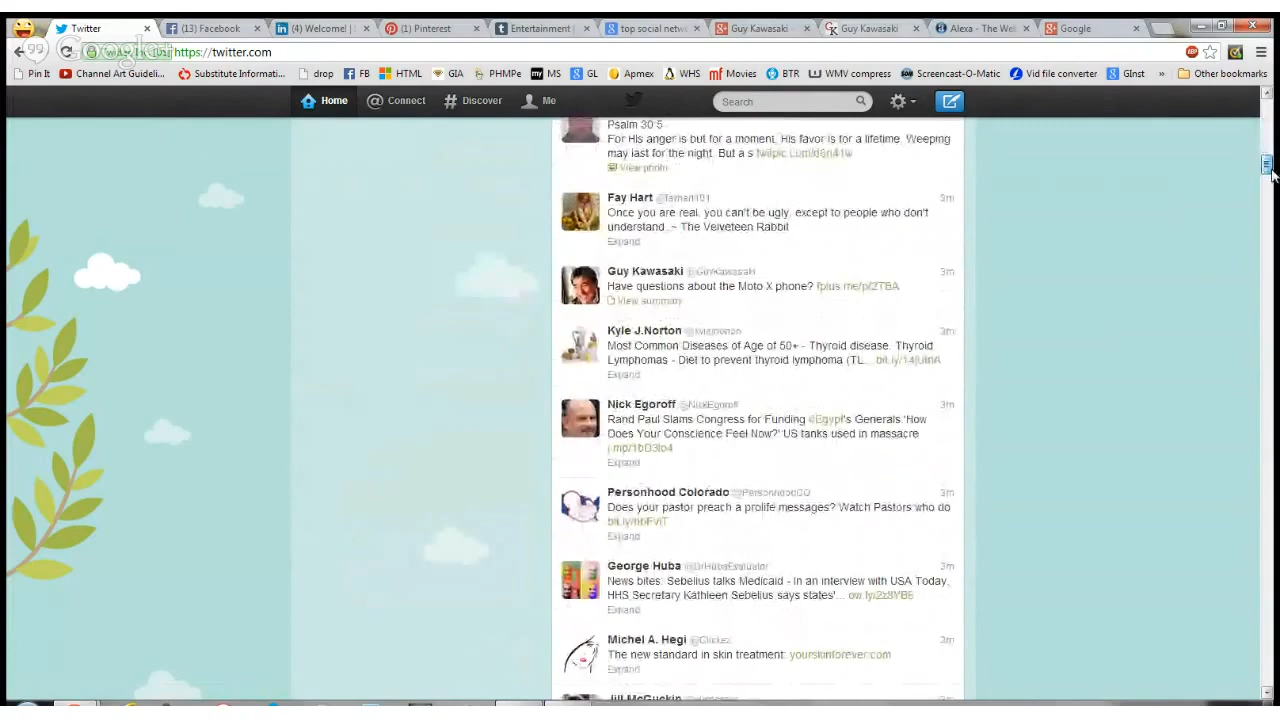 Twitter
(13) Facebook
(4) Welcome!
(1) Pinterest
Entertainment
top social netw
Guy Kawasaki -
Guy Kawasaki
Alexa - The We
Google
https://twitter.com
Pin It
Channel Art Guideli...
Substitute Informati...
drop
FB
HTML
GIA
PHMPE
MS
GL
Apmex
WHS
Movies
BTR
WMV compress
Screencast-O-Matic
Vid file converter
GInst
»
Other bookmarks
Home
Connect
Discover
Me
Search
Psalm 30:5
For His anger is but for a moment, His favor is for a lifetime. Weeping
may last for the night. But a s
View photo
Fay Hart
3m
Once you are real, you can't be ugly, except to people who don't
understand. ~ The Velveteen Rabbit
Expand
Guy Kawasaki @GuyKawasaki
3m
Have questions about the Moto X phone?
View summary
Kyle J.Norton @kylejnorton
3m
Most Common Diseases of Age of 50+ - Thyroid disease. Thyroid
Lymphomas - Diet to prevent thyroid lymphoma (TL...
Expand
Nick Egoroff @NickEgoroff
3m
Rand Paul Slams Congress for Funding @Egypt's Generals 'How
Does Your Conscience Feel Now?' US tanks used in massacre
Expand
Personhood Colorado @PersonhoodCO
3m
Does your pastor preach a prolife messages? Watch Pastors who do
Expand
George Huba @DrHubaEvaluator
3m
News bites: Sebelius talks Medicaid - In an interview with USA Today,
HHS Secretary Kathleen Sebelius says states'...
Expand
Michel A. Hegi
3m
The new standard in skin treatment: yourskinforever.com
Expand
Jill McGuckin